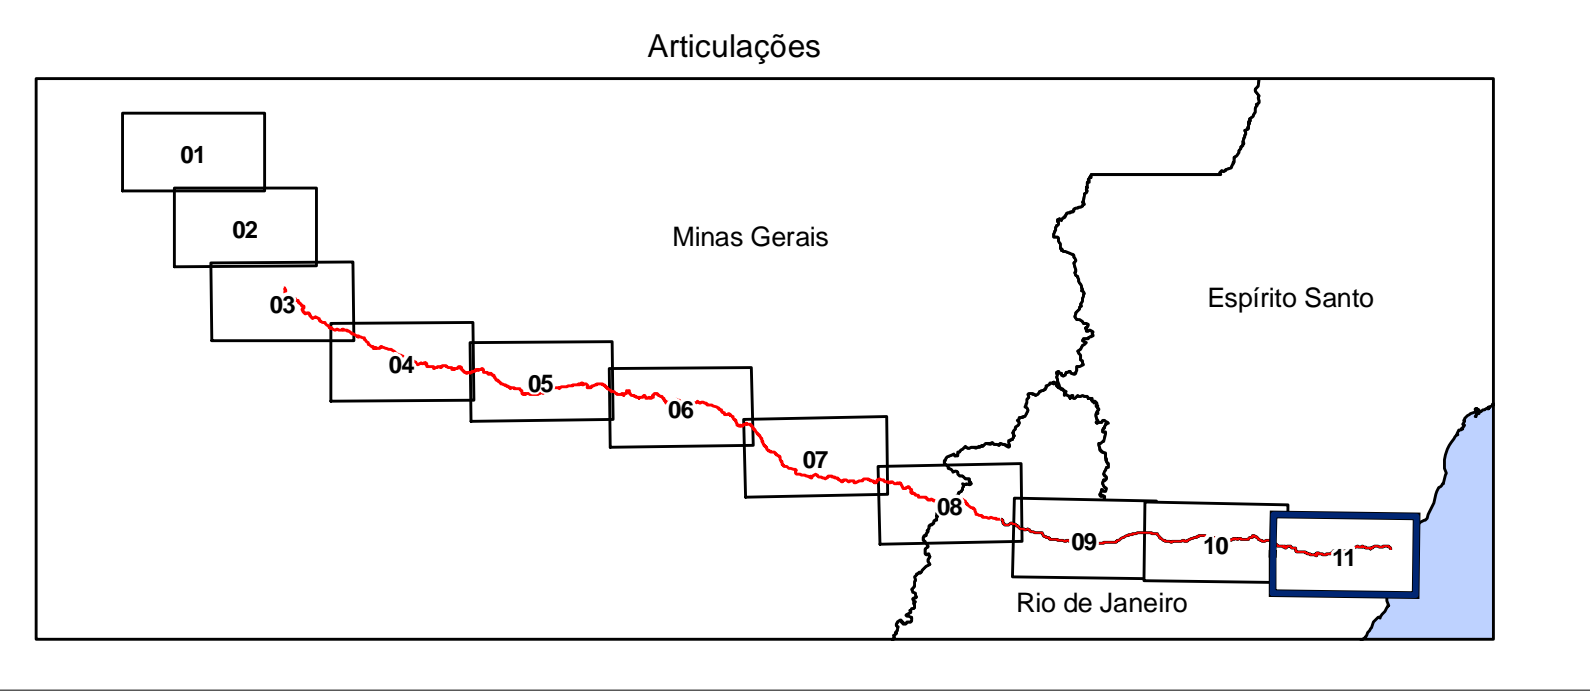 Articulações
01
02
Minas Gerais
Espírito Santo
03
04
05
06
07
08
09
10
11
Rio de Janeiro